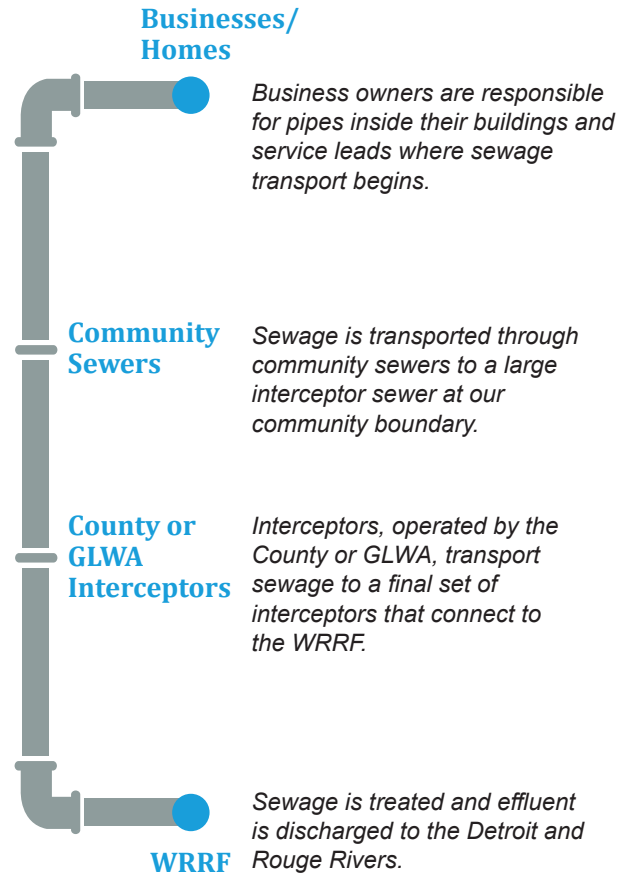 Businesses/
Homes
Business owners are responsible
for pipes inside their buildings and
service leads where sewage
transport begins.
Community
Sewers
Sewage is transported through
community sewers to a large
interceptor sewer at our
community boundary.
County or
GLWA
Interceptors
Interceptors, operated by the
County or GLWA, transport
sewage to a final set of
interceptors that connect to
the WRRF.
WRRF
Sewage is treated and effluent
is discharged to the Detroit and
Rouge Rivers.